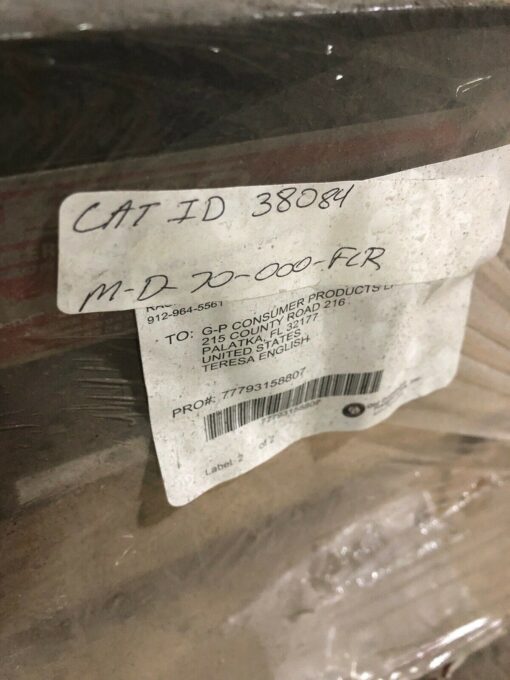 CAT ID 38084
M-D-70-000-FLR
912-964-5561
TO: G-P CONSUMER PRODUCTS
215 COUNTY ROAD 216
PALATKA, FL 32177
UNITED STATES
TERESA ENGLISH
PRO#: 77793158807
Label: 2 of 2